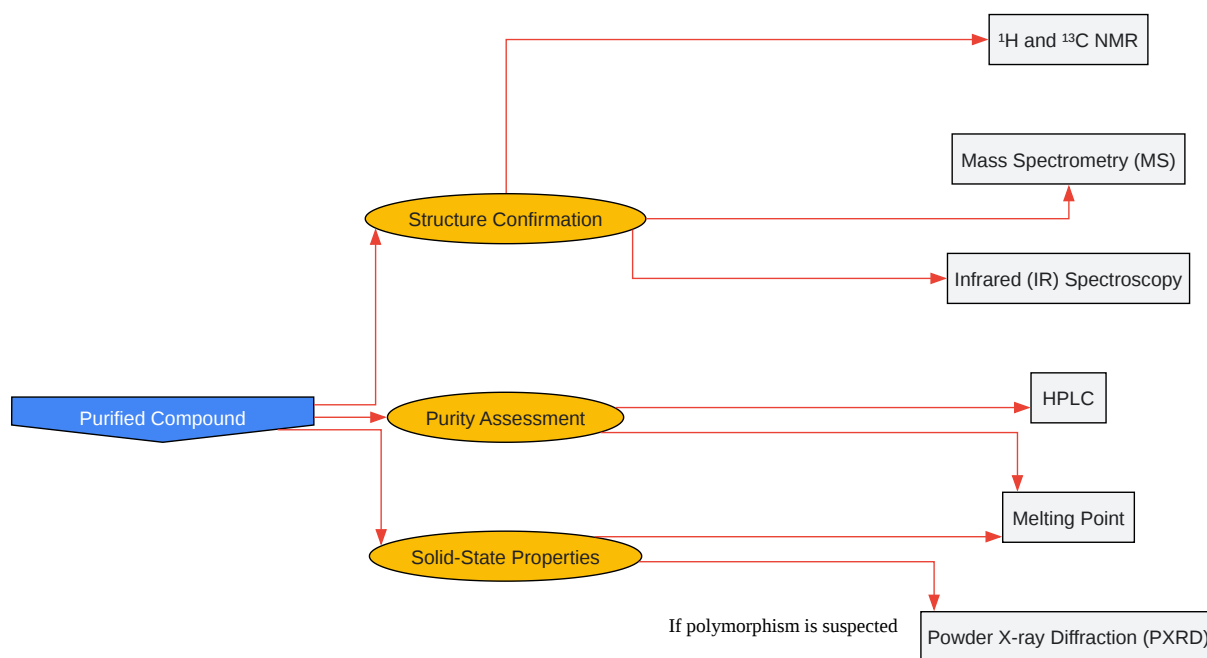 ¹H and ¹³C NMR
Mass Spectrometry (MS)
Structure Confirmation
Infrared (IR) Spectroscopy
HPLC
Purified Compound
Purity Assessment
Melting Point
Solid-State Properties
If polymorphism is suspected
Powder X-ray Diffraction (PXRD)